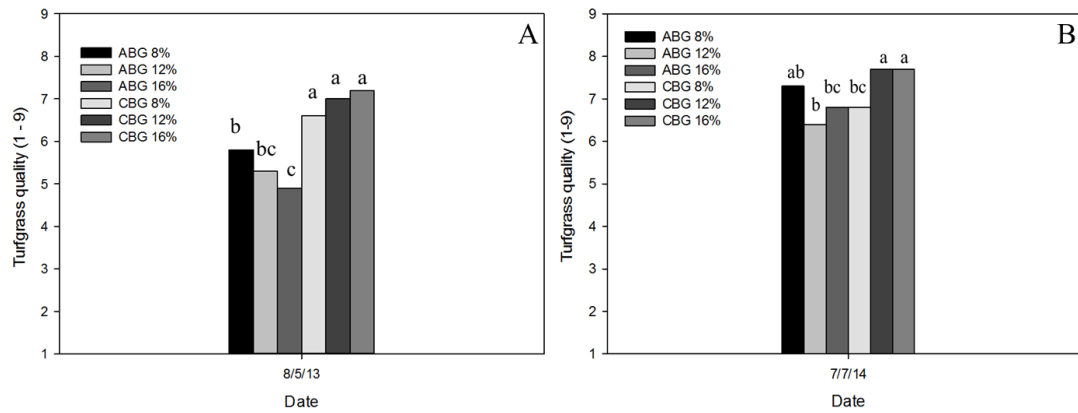 A
Turfgrass quality (1 - 9)
9
8
7
6
5
4
3
2
1
ABG 8%
ABG 12%
ABG 16%
CBG 8%
CBG 12%
CBG 16%
b
bc
c
a
a
a
8/5/13
Date
B
Turfgrass quality (1-9)
9
8
7
6
5
4
3
2
1
ABG 8%
ABG 12%
ABG 16%
CBG 8%
CBG 12%
CBG 16%
ab
b
bc
bc
a
a
7/7/14
Date